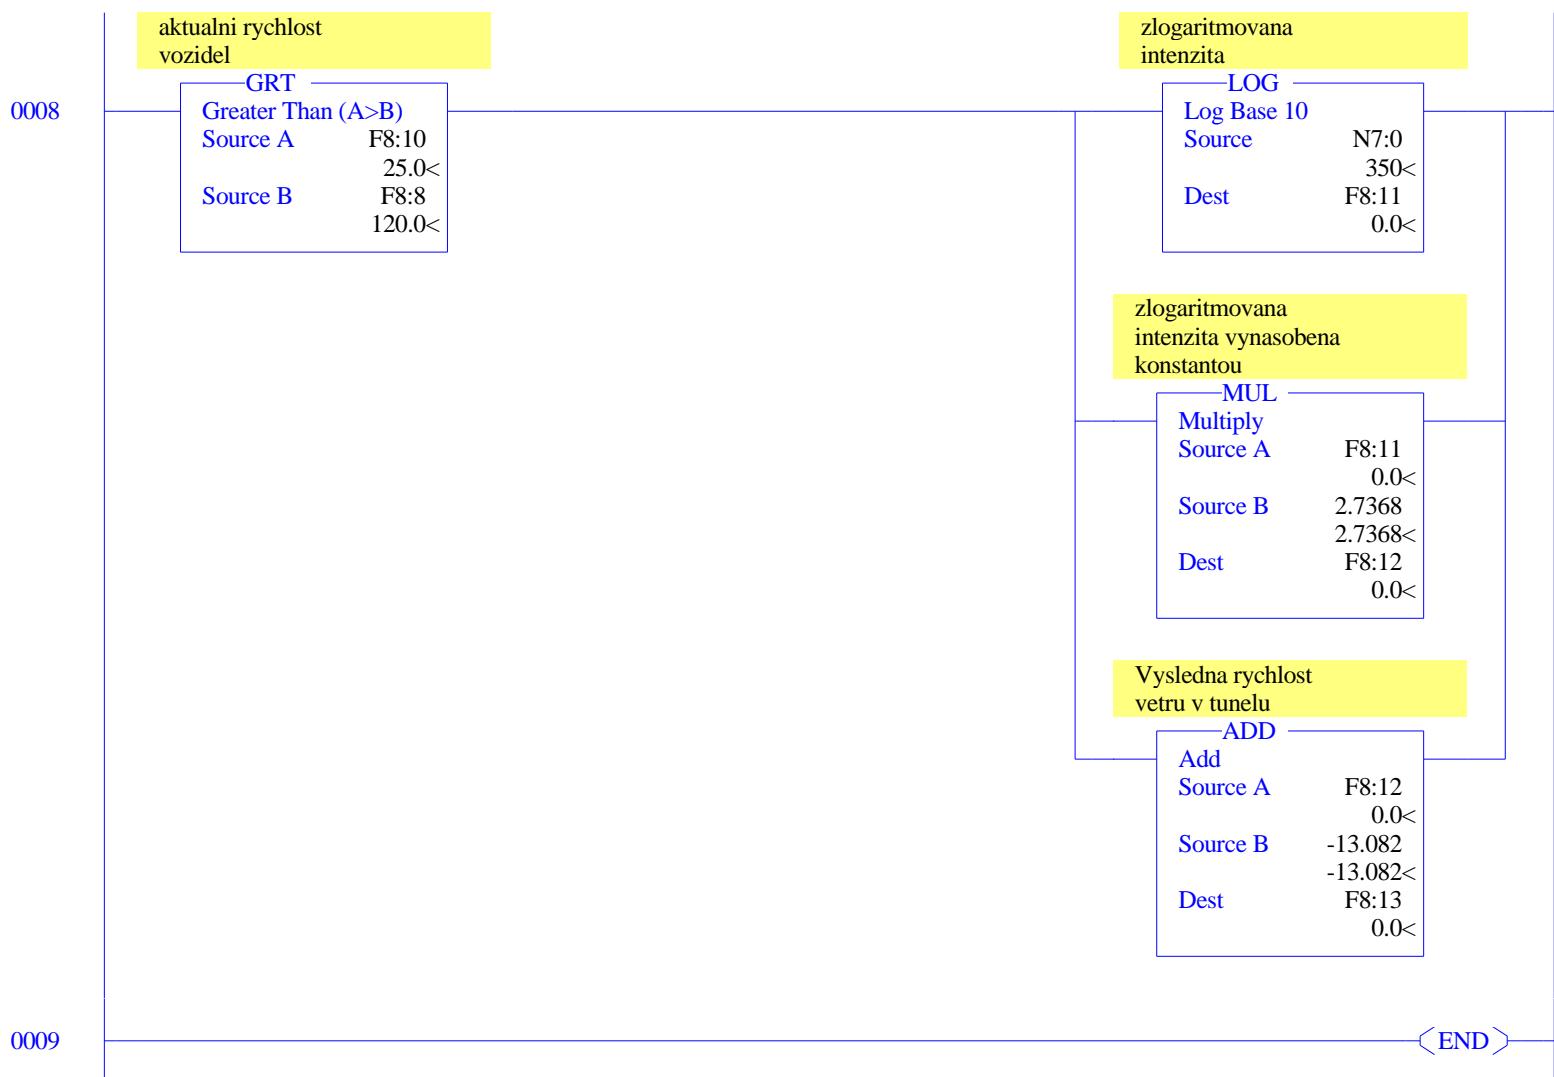 aktualni rychlost
vozidel
GRT
0008
Greater Than (A>B)
Source A F8:10
25.0<
Source B F8:8
120.0<
zlogaritmovana
intenzita
LOG
Log Base 10
Source N7:0
350<
Dest F8:11
0.0<
zlogaritmovana
intenzita vynasobena
konstantou
MUL
Multiply
Source A F8:11
0.0<
Source B 2.7368
2.7368<
Dest F8:12
0.0<
Vysledna rychlost
vetru v tunelu
ADD
Add
Source A F8:12
0.0<
Source B -13.082
-13.082<
Dest F8:13
0.0<
0009
END